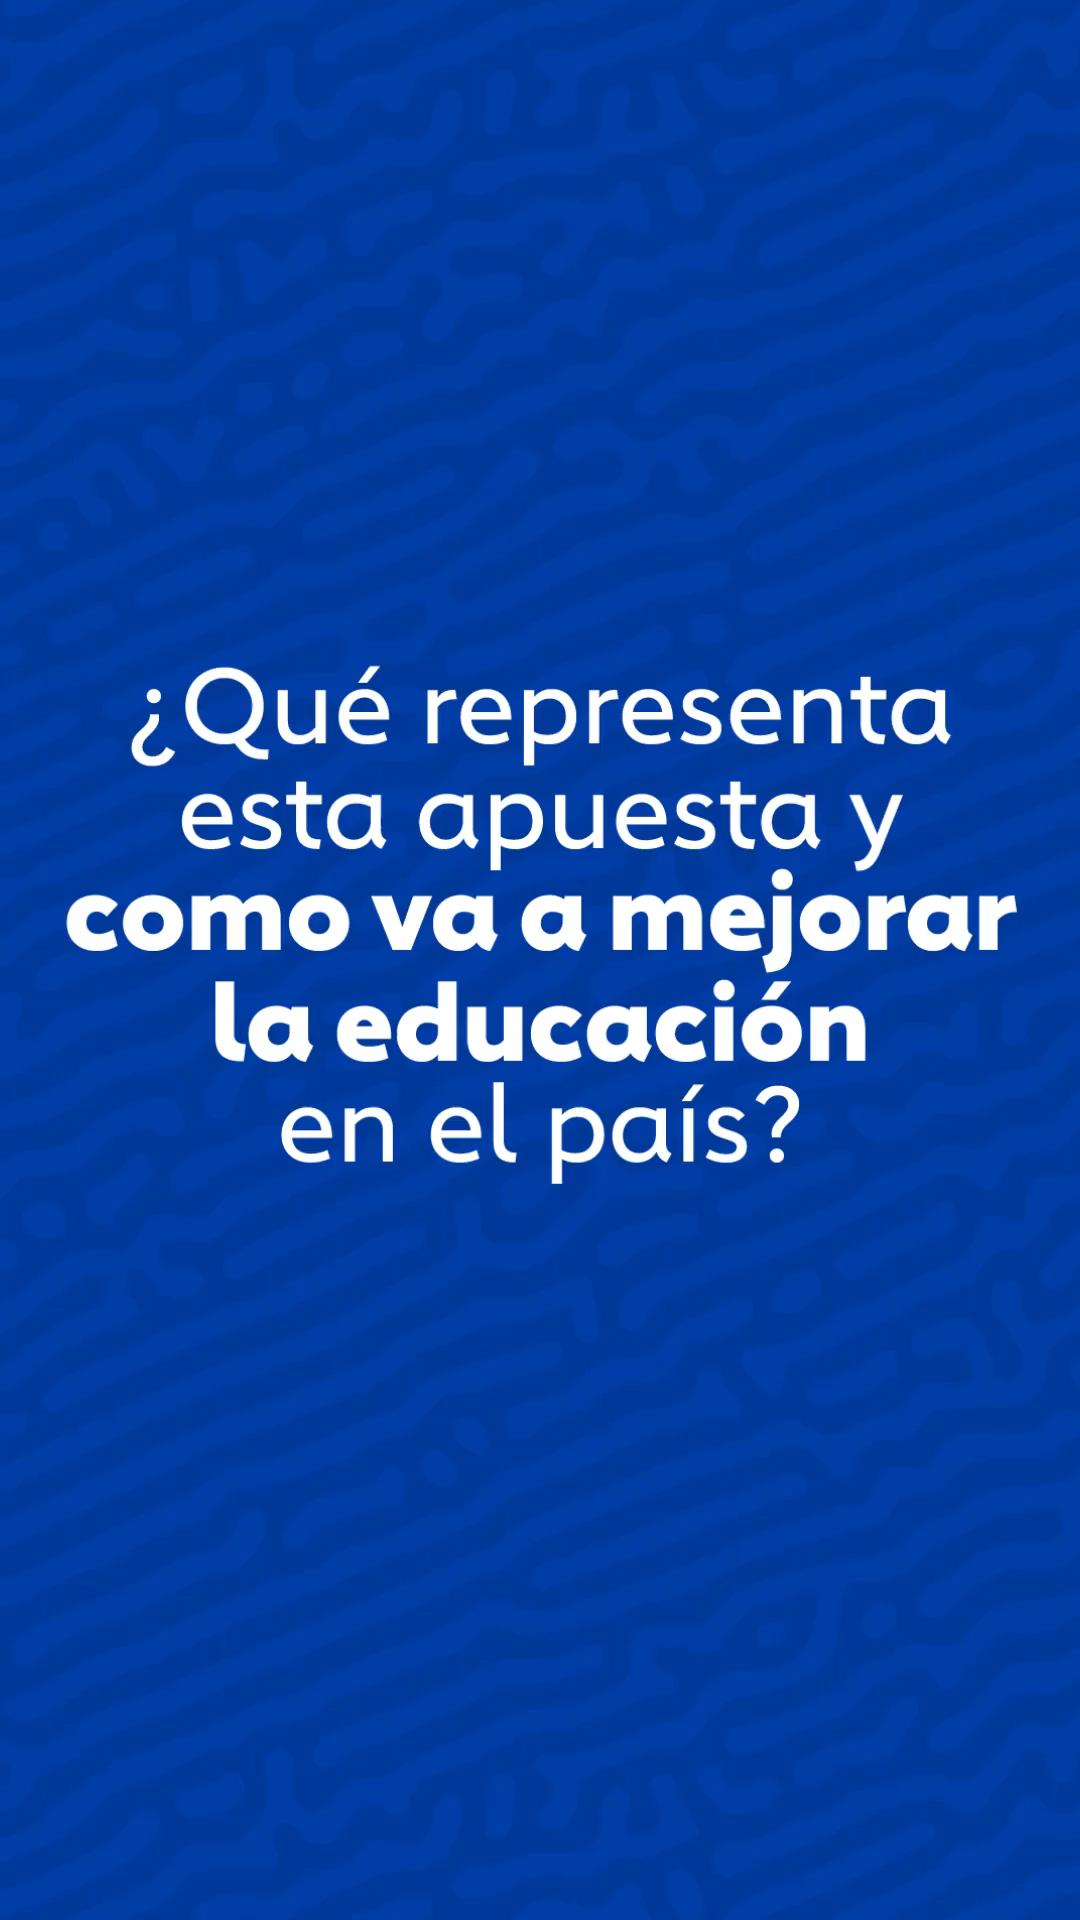 ¿Qué representa
esta apuesta y
como va a mejorar
la educación
en el país?